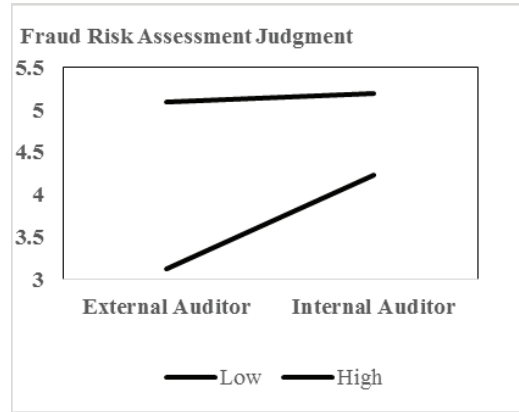 Fraud Risk Assessment Judgment
5.5
5
4.5
4
3.5
3
External Auditor Internal Auditor
Low High